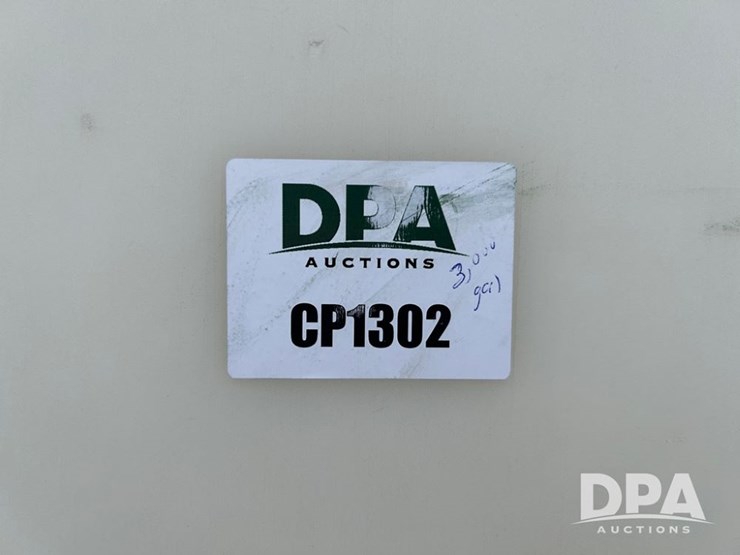 DPA
AUCTIONS
3,000
gal
CP1302
DPA
AUCTIONS